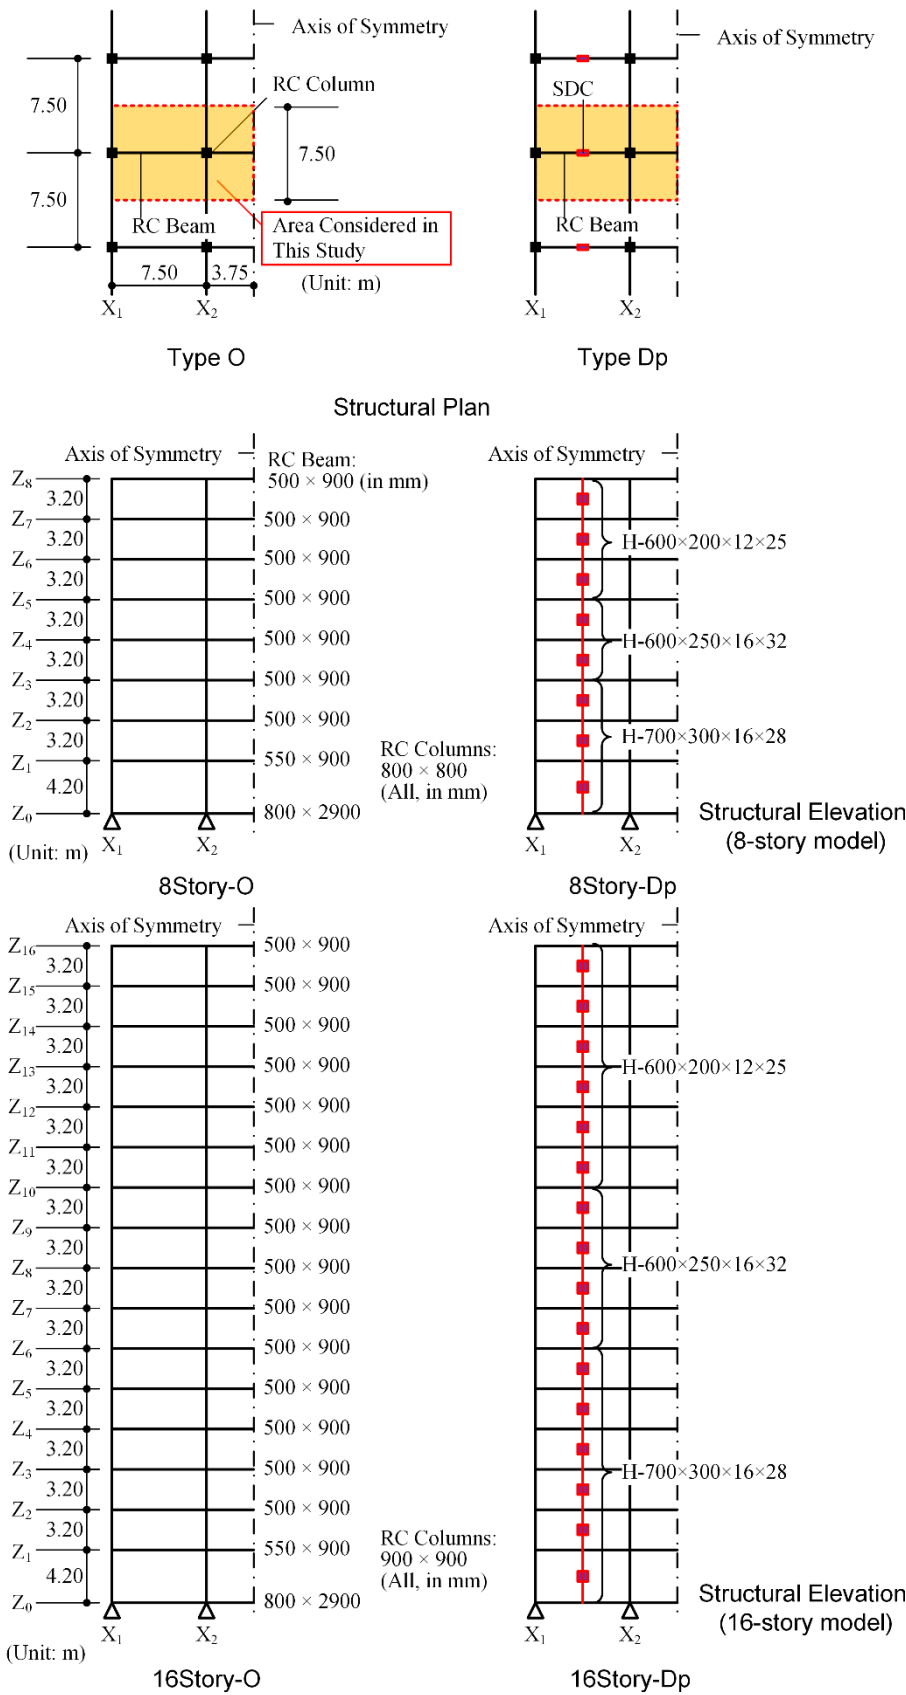 Axis of Symmetry
Axis of Symmetry
RC Column
SDC
7.50
7.50
7.50
RC Beam
RC Beam
Area Considered in
This Study
7.50
3.75
(Unit: m)
X1
X2
X1
X2
Type O
Type Dp
Structural Plan
Axis of Symmetry
RC Beam:
Axis of Symmetry
Z8
500 × 900 (in mm)
3.20
Z7
500 × 900
3.20
H-600×200×12×25
Z6
500 × 900
3.20
Z5
500 × 900
3.20
Z4
500 × 900
H-600×250×16×32
3.20
Z3
500 × 900
3.20
Z2
500 × 900
3.20
H-700×300×16×28
Z1
550 × 900
RC Columns:
800 × 800
(All, in mm)
4.20
Z0
800 × 2900
Structural Elevation
(8-story model)
(Unit: m)
X1
X2
X1
X2
8Story-O
8Story-Dp
Axis of Symmetry
Axis of Symmetry
Z16
500 × 900
3.20
Z15
500 × 900
3.20
Z14
500 × 900
3.20
Z13
500 × 900
H-600×200×12×25
3.20
Z12
500 × 900
3.20
Z11
500 × 900
3.20
Z10
500 × 900
3.20
Z9
500 × 900
3.20
Z8
500 × 900
H-600×250×16×32
3.20
Z7
500 × 900
3.20
Z6
500 × 900
3.20
Z5
500 × 900
3.20
Z4
500 × 900
3.20
Z3
500 × 900
H-700×300×16×28
3.20
Z2
500 × 900
3.20
Z1
550 × 900
RC Columns:
900 × 900
(All, in mm)
4.20
Z0
800 × 2900
Structural Elevation
(16-story model)
(Unit: m)
X1
X2
X1
X2
16Story-O
16Story-Dp